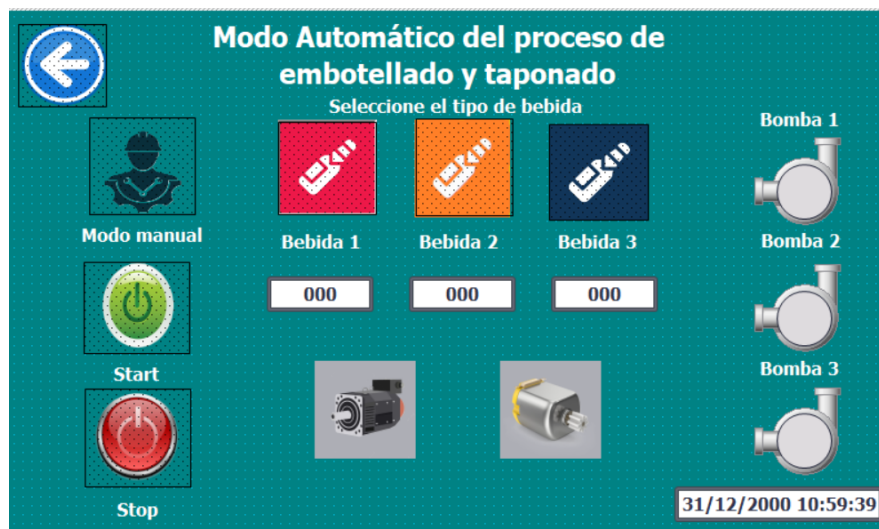 Modo Automático del proceso de
embotellado y taponado
Seleccione el tipo de bebida
Bomba 1
Modo manual
Bebida 1
Bebida 2
Bebida 3
Bomba 2
000
000
000
Start
Bomba 3
Stop
31/12/2000 10:59:39